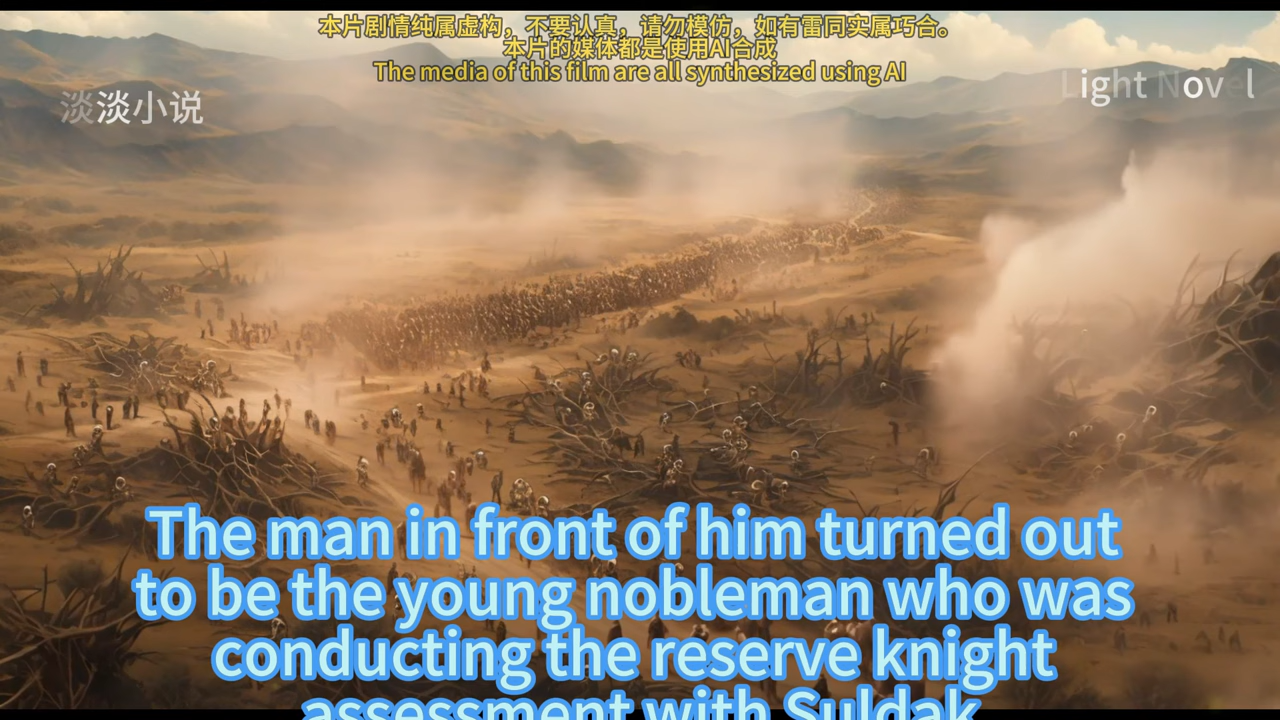 本片剧情纯属虚构，不要认真，请勿模仿，如有雷同实属巧合。
本片的媒体都是使用AI合成
The media of this film are all synthesized using AI
淡淡小说
Light Novel
The man in front of him turned out
to be the young nobleman who was
conducting the reserve knight
assessment with Suldak